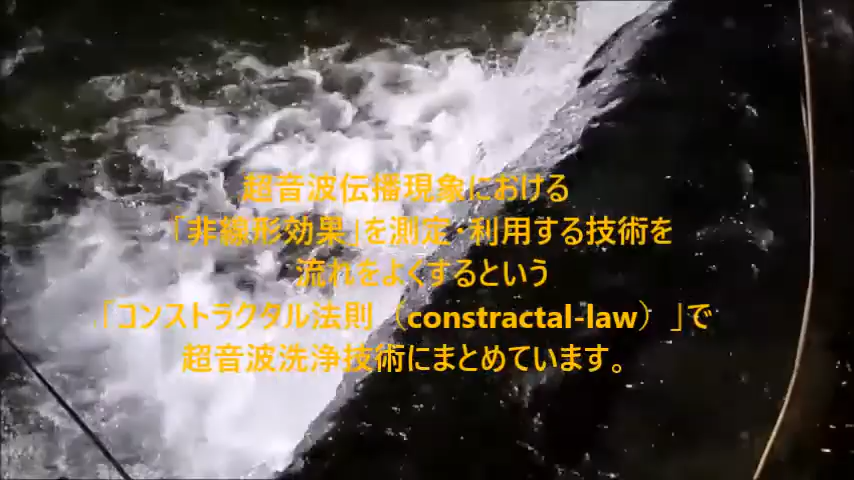 超音波伝播現象における
「非線形効果」を測定・利用する技術を
流れをよくするという
「コンストラクタル法則（constractal-law）」で
超音波洗浄技術にまとめています。